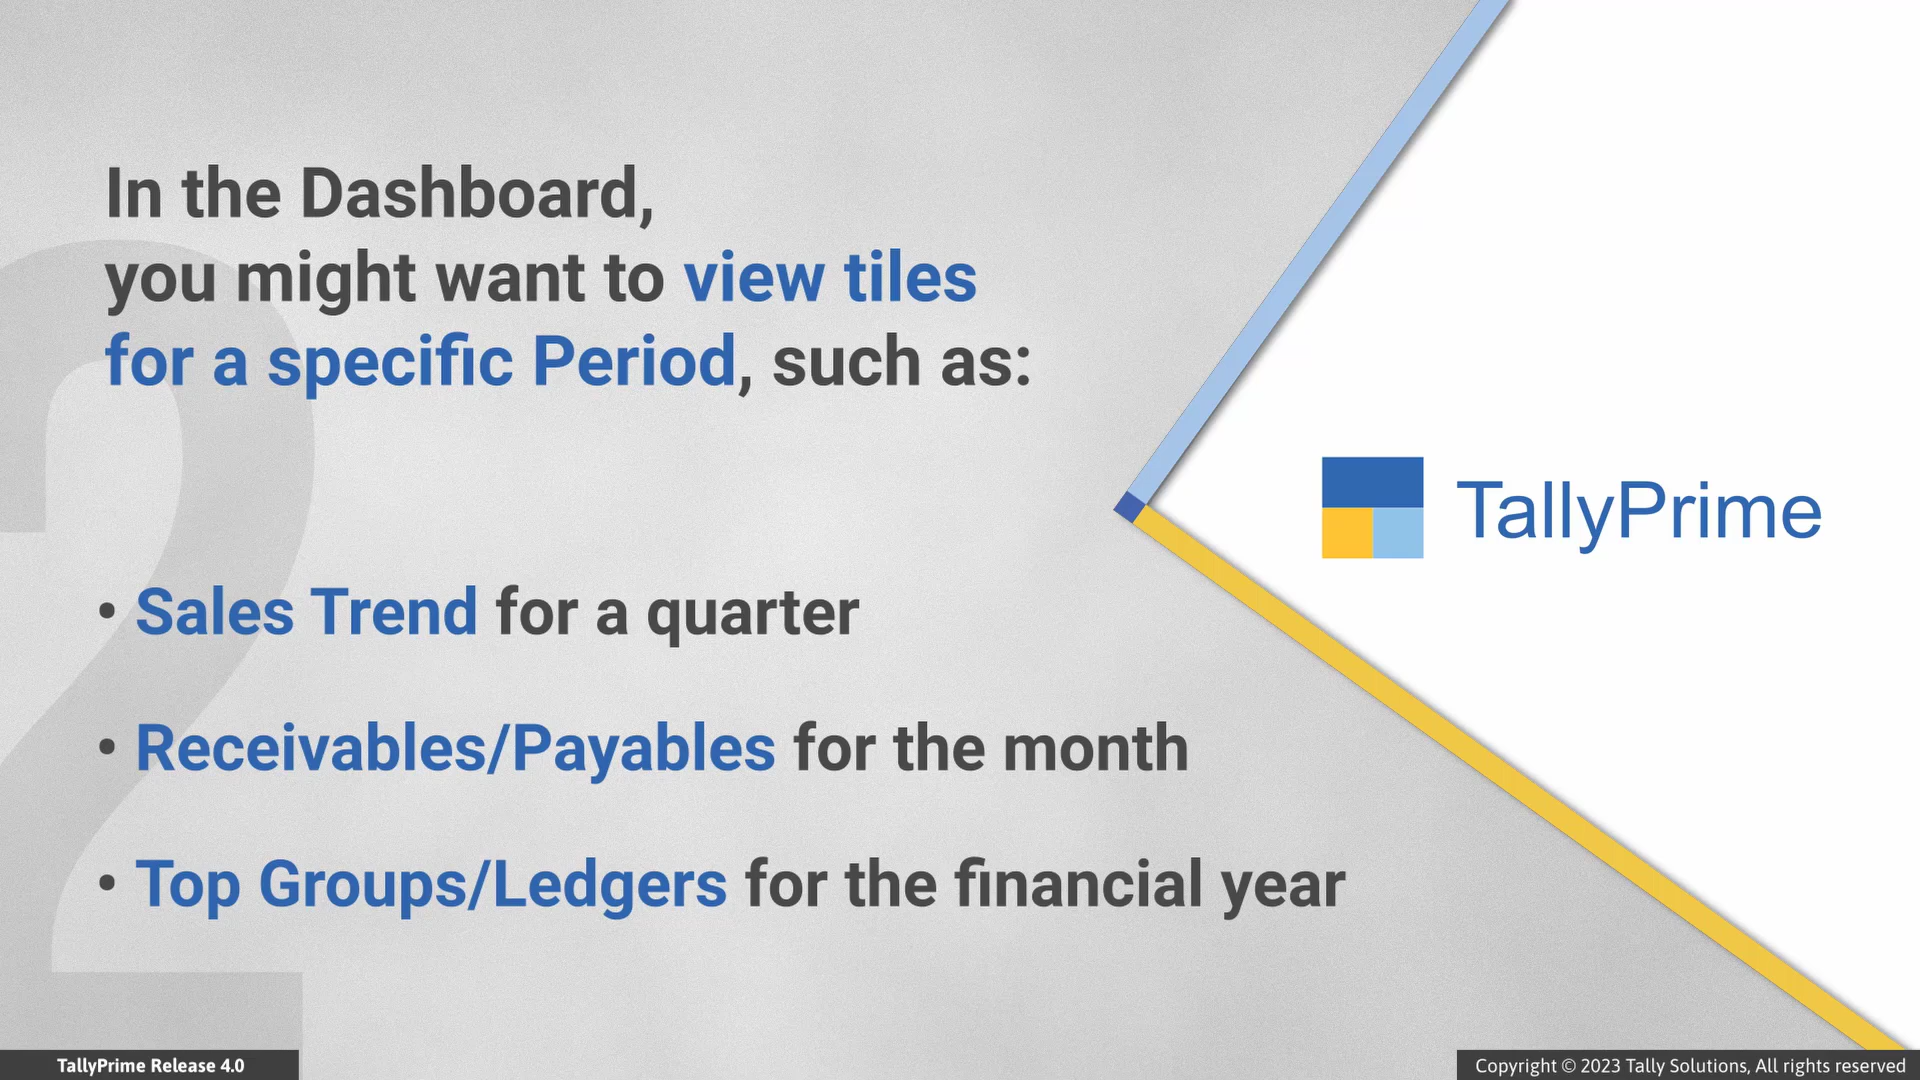 In the Dashboard,
you might want to view tiles
for a specific Period, such as:
• Sales Trend for a quarter
• Receivables/Payables for the month
• Top Groups/Ledgers for the financial year
TallyPrime
2
TallyPrime Release 4.0
Copyright © 2023 Tally Solutions, All rights reserved